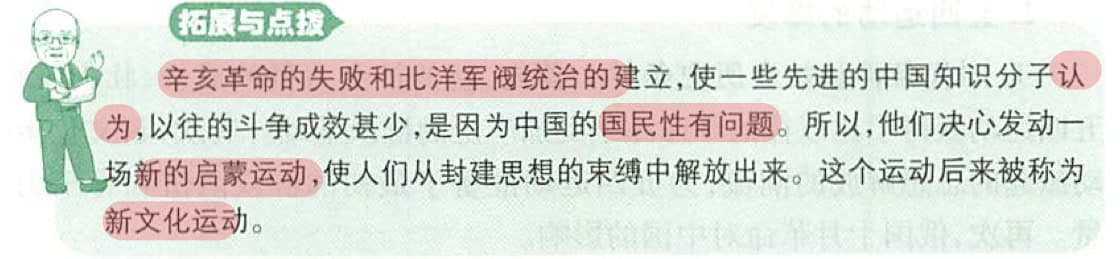 拓展与点拨
辛亥革命的失败和北洋军阀统治的建立,使一些先进的中国知识分子认
为,以往的斗争成效甚少,是因为中国的国民性有问题。所以,他们决心发动一
场新的启蒙运动,使人们从封建思想的束缚中解放出来。这个运动后来被称为
新文化运动。